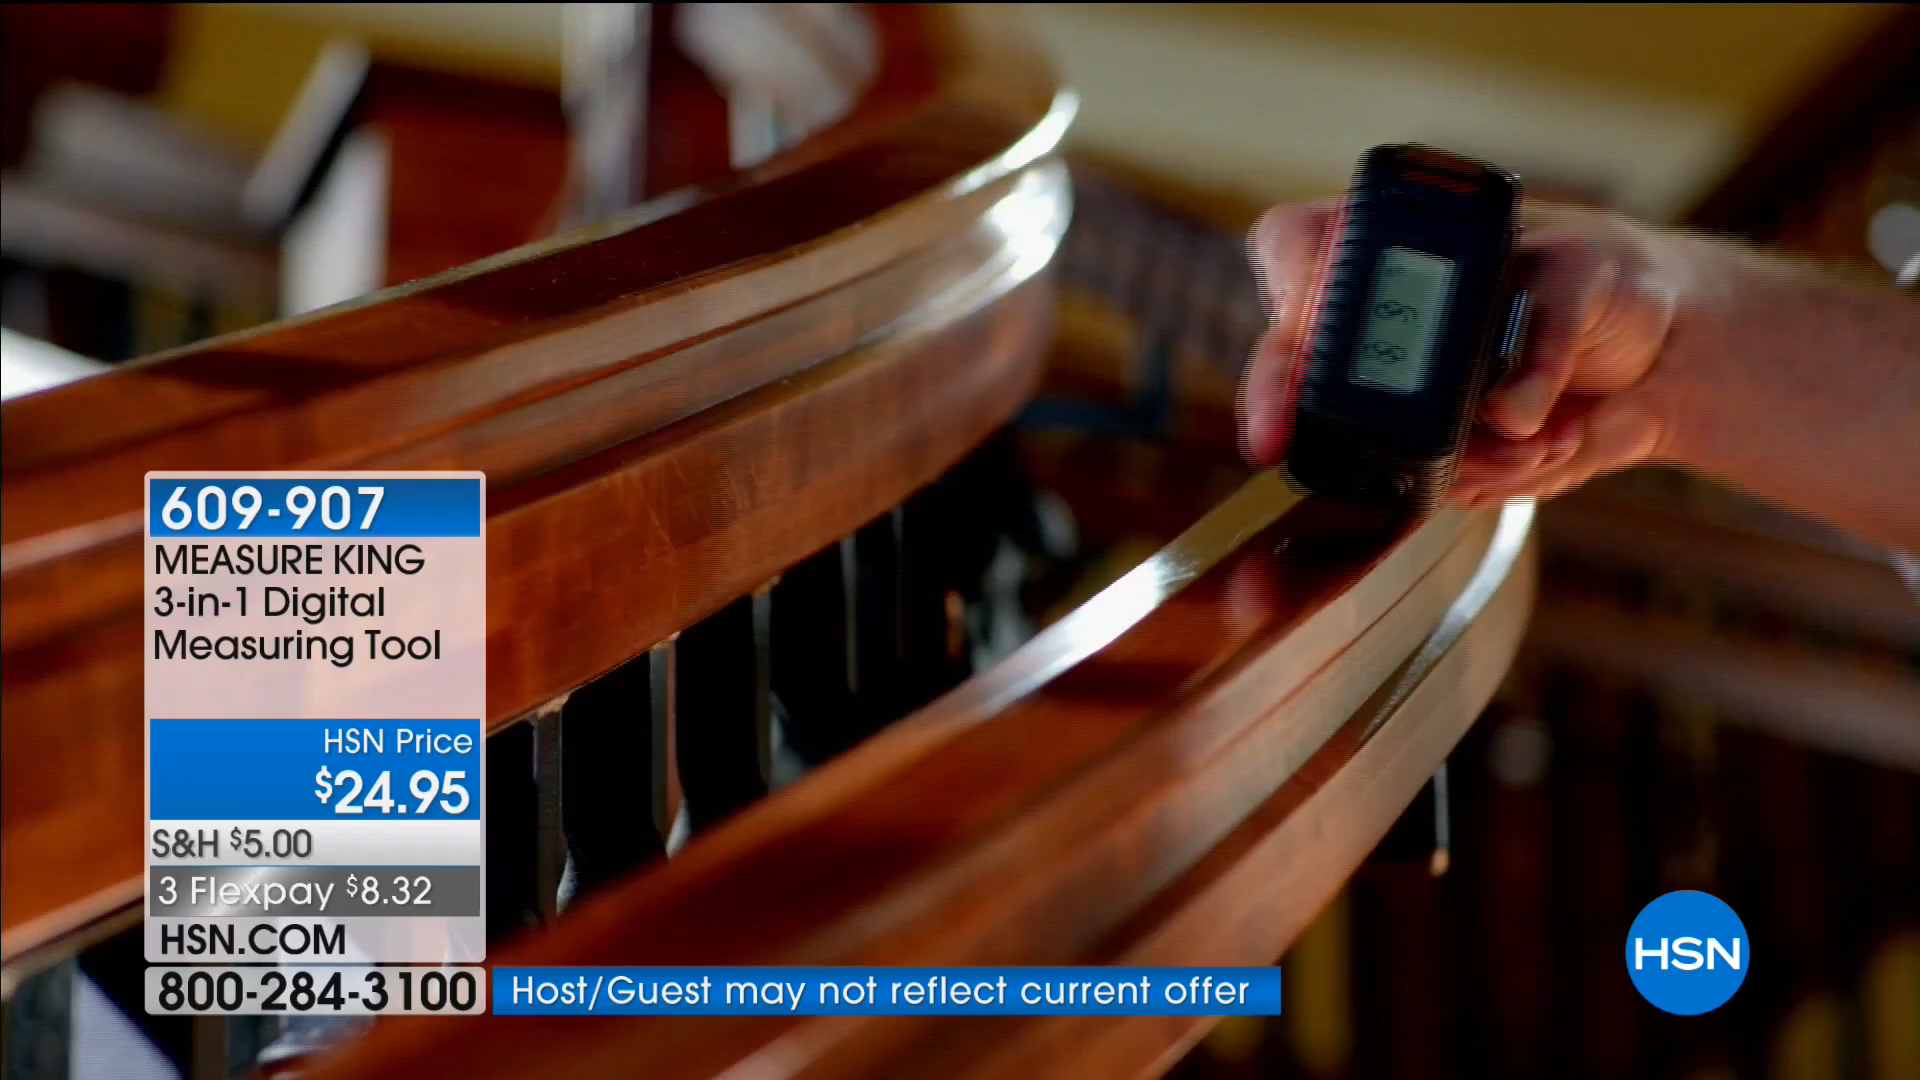 609-907
MEASURE KING
3-in-1 Digital
Measuring Tool
HSN Price
$24.95
S&H $5.00
3 Flexpay $8.32
HSN.COM
800-284-3100
Host/Guest may not reflect current offer
HSN